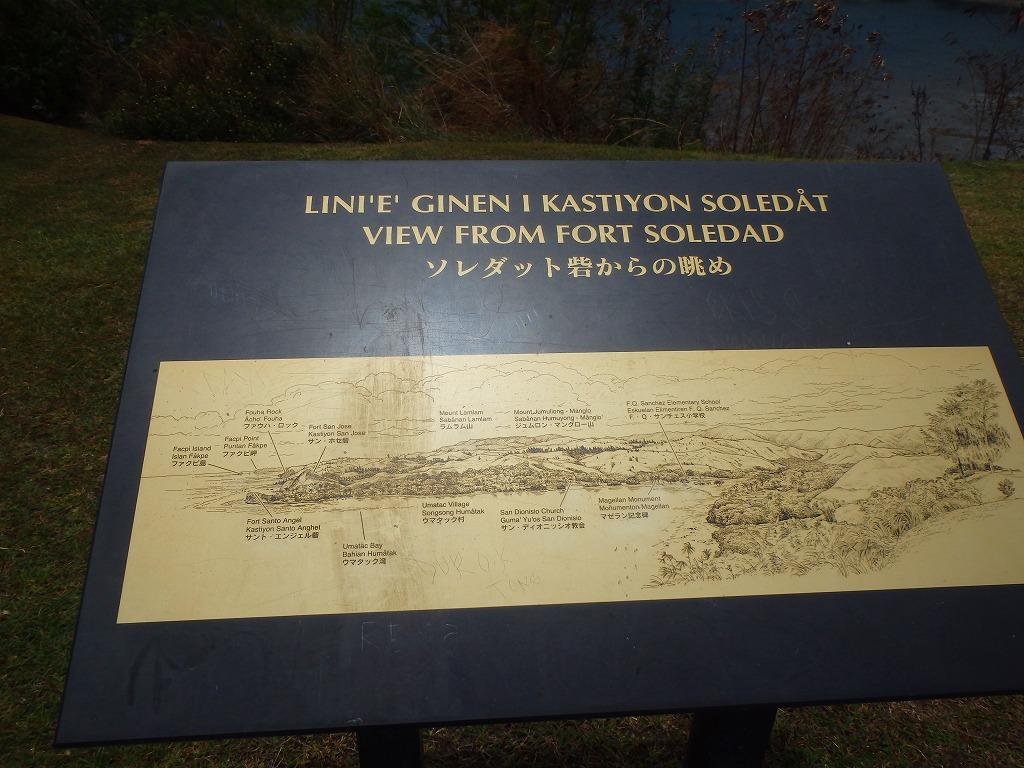 LINI'E' GINEN I KASTIYON SOLEDÅT
VIEW FROM FORT SOLEDAD
ソレダット砦からの眺め
Fouha Rock
Acho' Fouha
ファウハ・ロック
Fort San Jose
Kastiyon San Jose
サン・ホセ砦
Mount Lamlam
Sabånan Lamlam
ラムラム山
Mount Jumullong - Manglo
Sabånan Humuyong - Manglo
ジュムロン・マングロー山
F.Q. Sanchez Elementary School
Eskuelan Elimentiren F. Q. Sanchez
F・Q・サンチェス小学校
Facpi Island
Islan Fåkpe
ファクピ島
Facpi Point
Puntan Fåkpe
ファクピ岬
Fort Santo Angel
Kastiyon Santo Anghel
サント・エンジェル砦
Umatac Bay
Bahian Humåtak
ウマタック湾
Umatac Village
Songsong Humåtak
ウマタック村
San Dionisio Church
Guma' Yu'os San Dionisio
サン・ディオニッシオ教会
Magellan Monument
Moñumenton Magellan
マゼラン記念碑